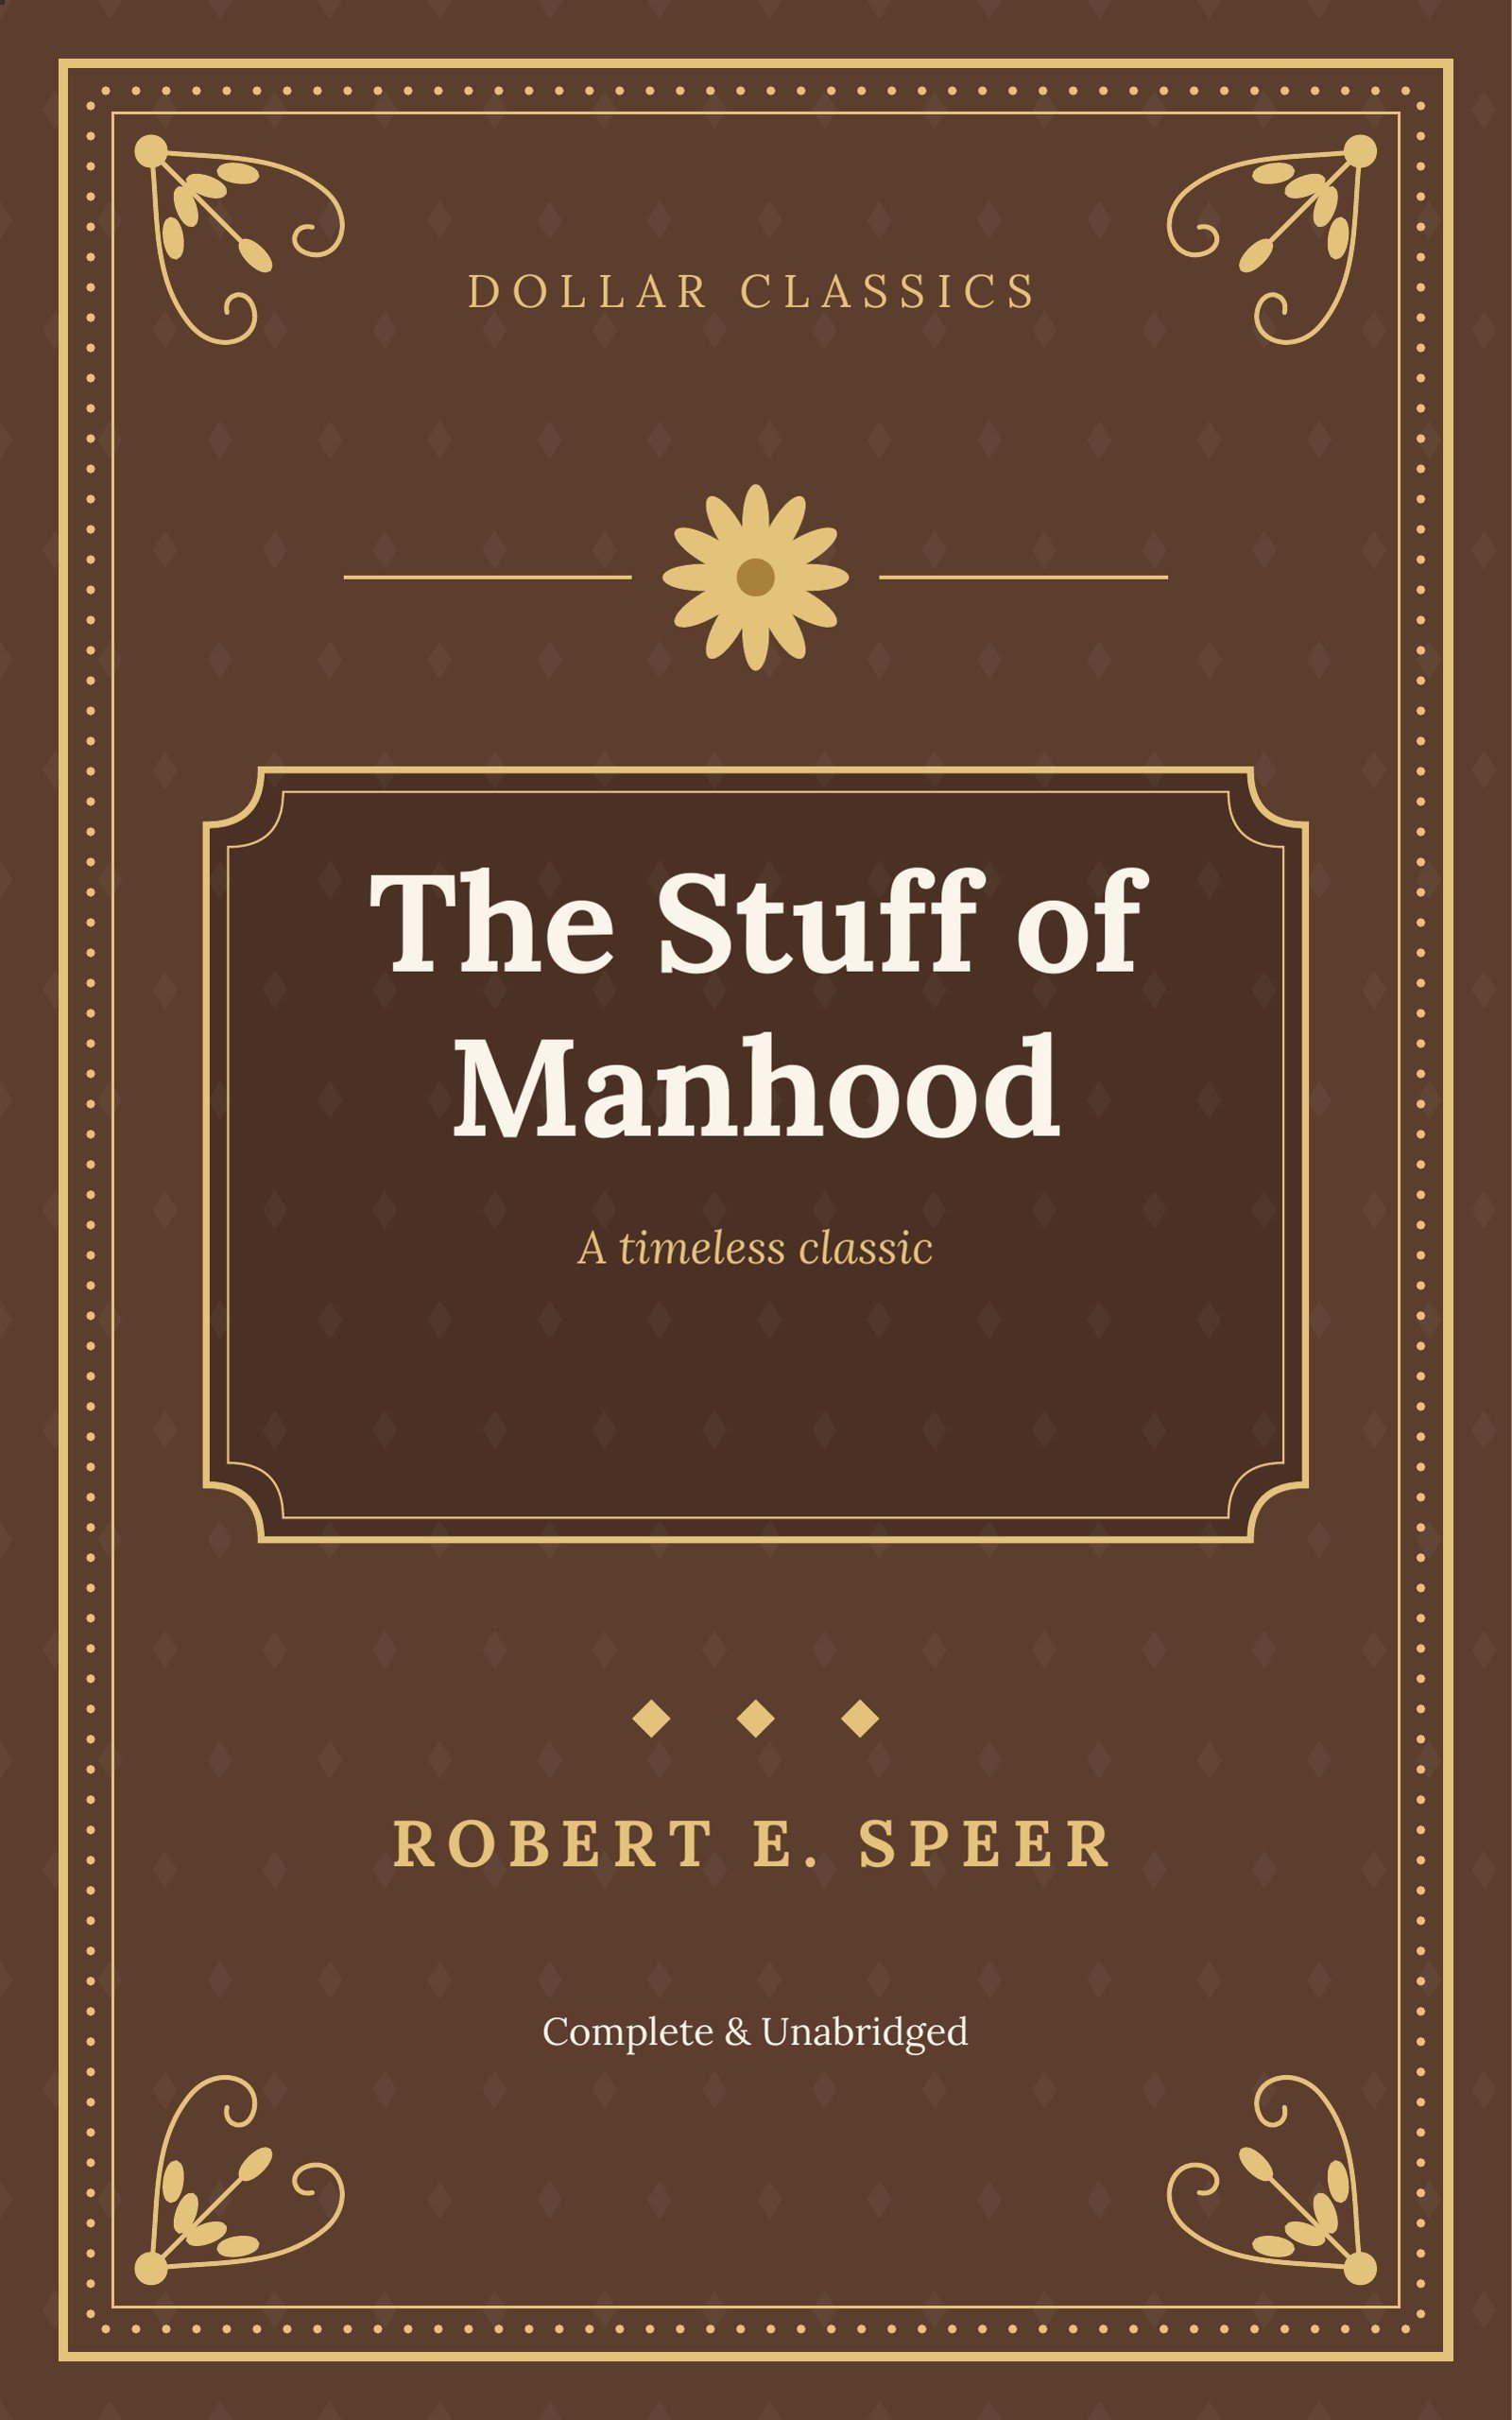 DOLLAR CLASSICS
The Stuff of
Manhood
A timeless classic
ROBERT E. SPEER
Complete & Unabridged